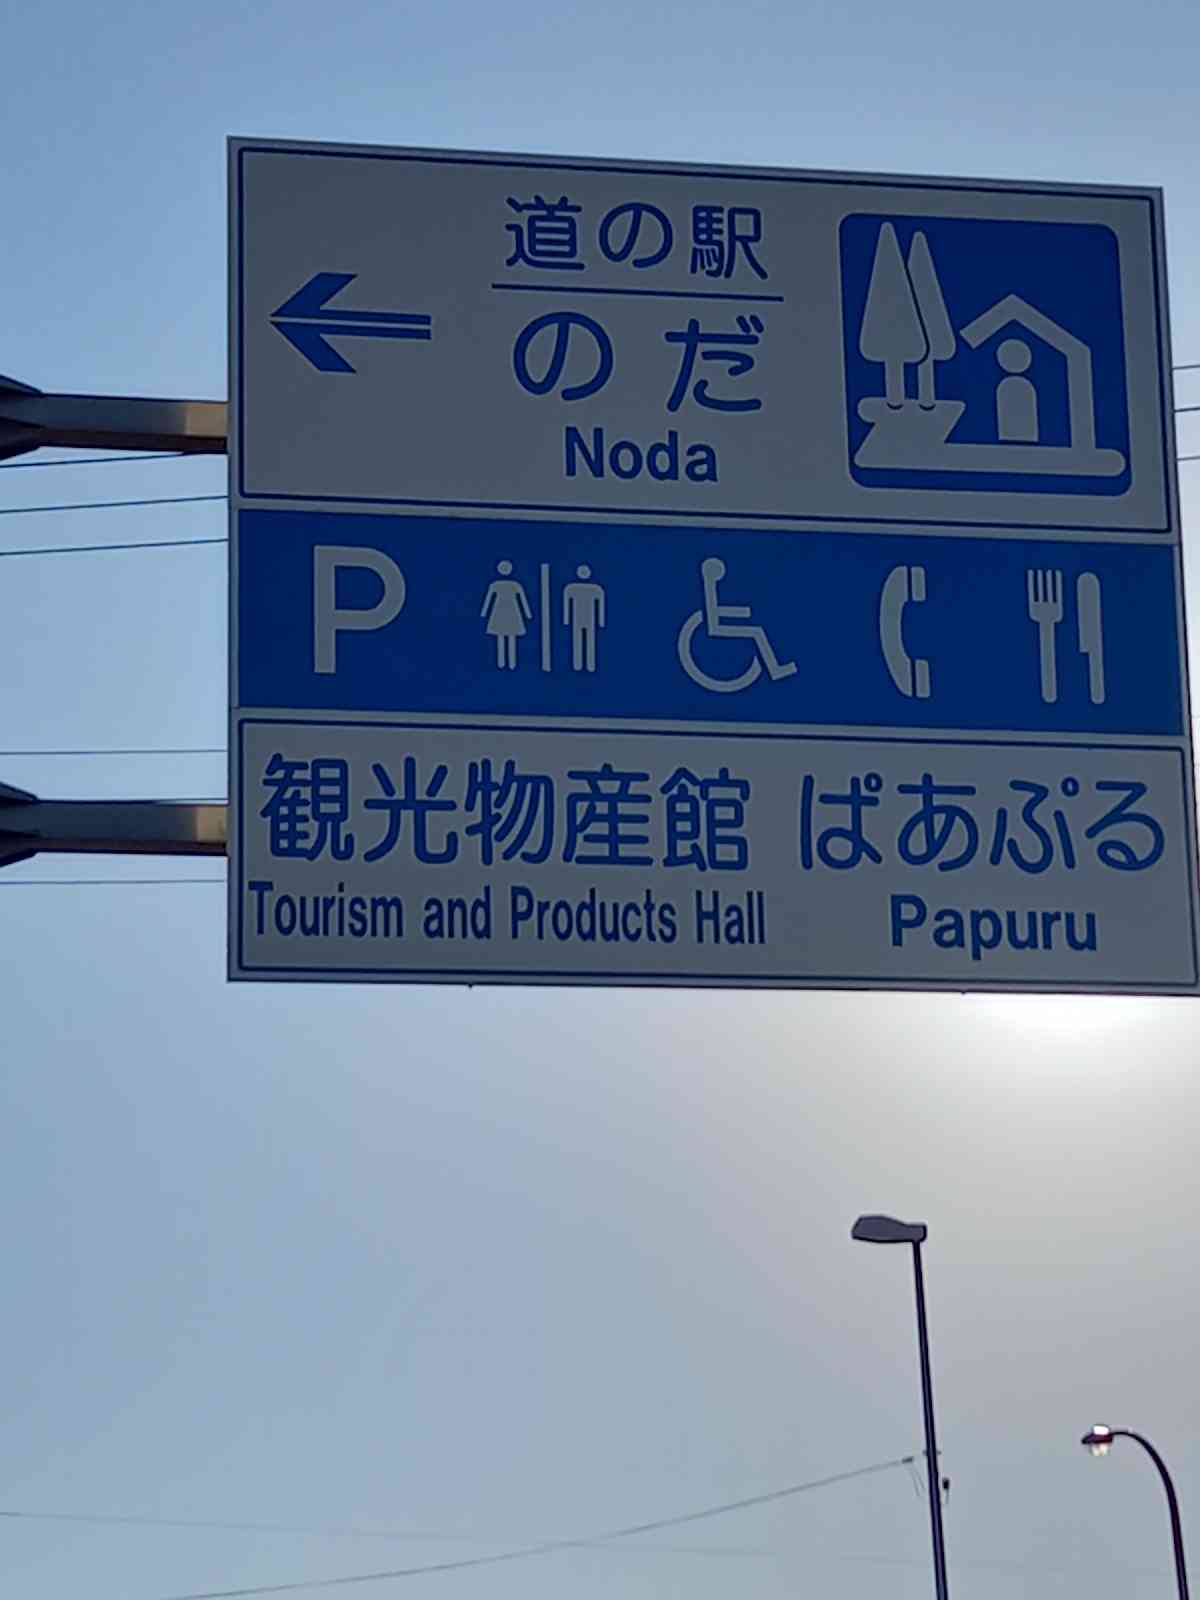 道の駅
のだ
Noda
P
観光物産館 ぱあぷる
Tourism and Products Hall Papuru